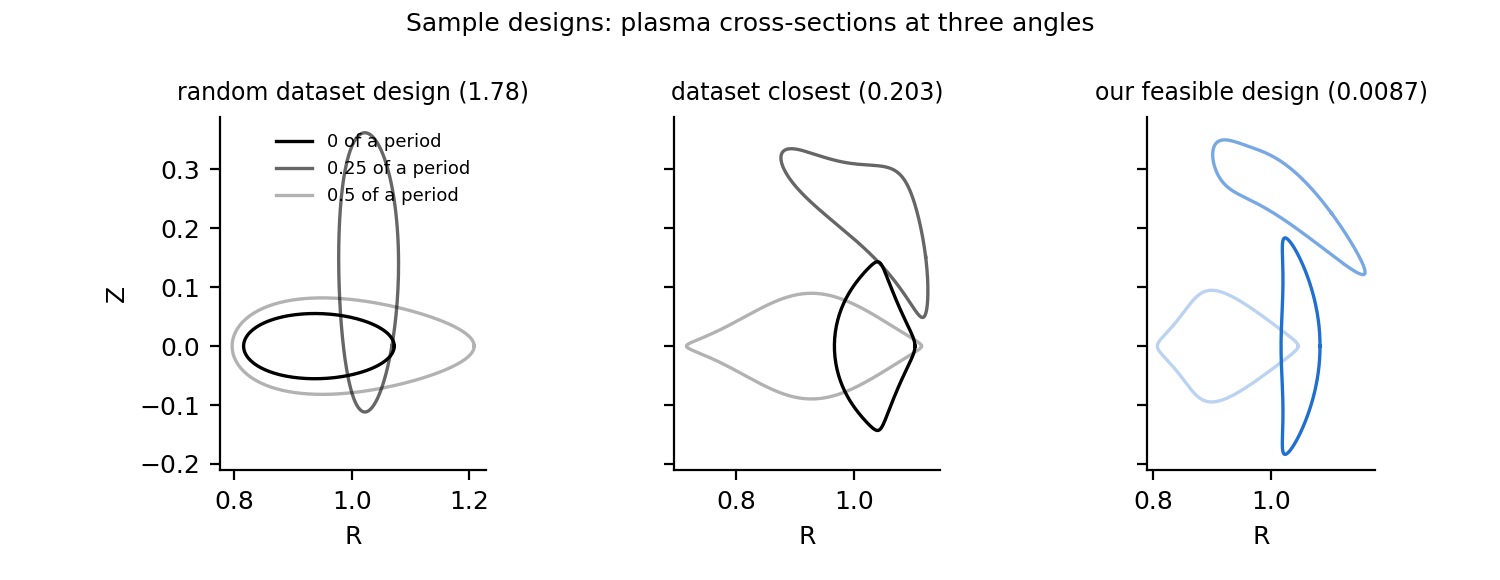 Sample designs: plasma cross-sections at three angles
random dataset design (1.78)
dataset closest (0.203)
our feasible design (0.0087)
0 of a period
0.25 of a period
0.5 of a period
Z
0.3
0.2
0.1
0.0
−0.1
−0.2
0.8 1.0 1.2
0.8 1.0
0.8 1.0
R
R
R